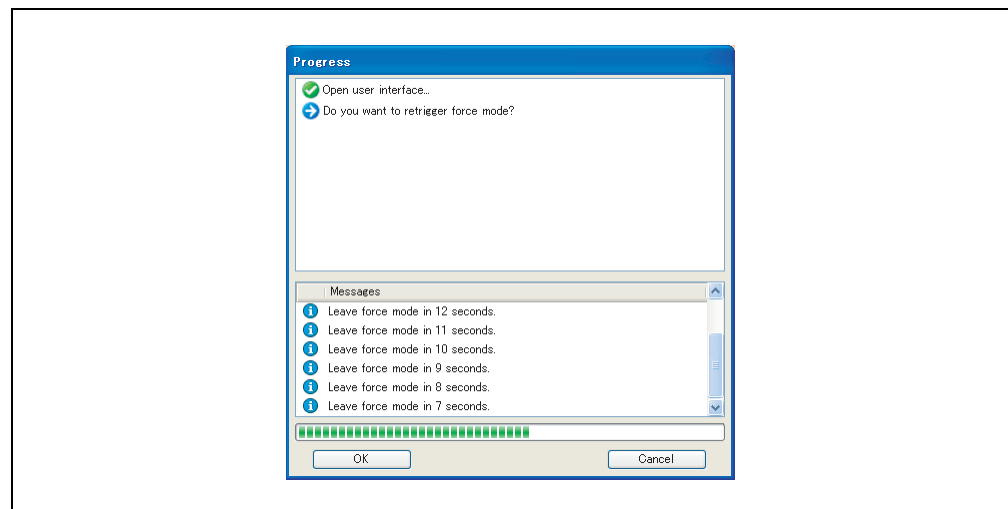 Progress
Open user interface...
Do you want to retrigger force mode?
Messages
Leave force mode in 12 seconds.
Leave force mode in 11 seconds.
Leave force mode in 10 seconds.
Leave force mode in 9 seconds.
Leave force mode in 8 seconds.
Leave force mode in 7 seconds.
OK
Cancel